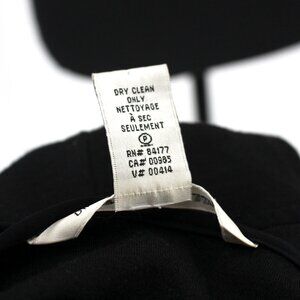 DRY CLEAN
ONLY
NETTOYAGE
À SEC
SEULEMENT
P
RN# 84177
CA# 00985
V# 00414